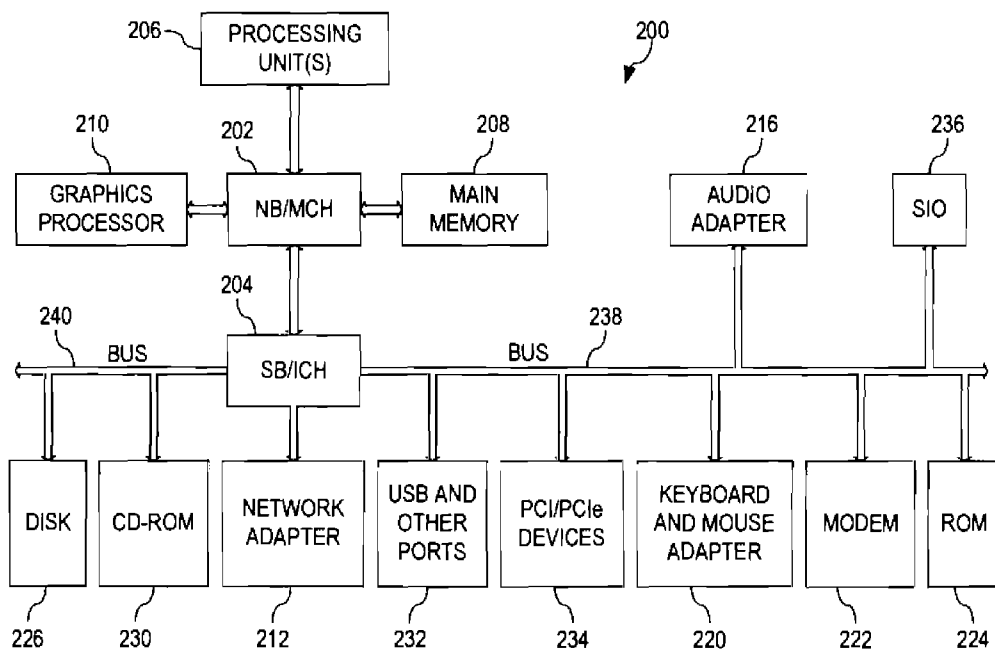 206
PROCESSING
UNIT(S)
200
210
202
208
216
236
GRAPHICS
PROCESSOR
NB/MCH
MAIN
MEMORY
AUDIO
ADAPTER
SIO
204
240
BUS
SB/ICH
BUS
238
DISK
CD-ROM
NETWORK
ADAPTER
USB AND
OTHER
PORTS
PCI/PCIe
DEVICES
KEYBOARD
AND MOUSE
ADAPTER
MODEM
ROM
226
230
212
232
234
220
222
224